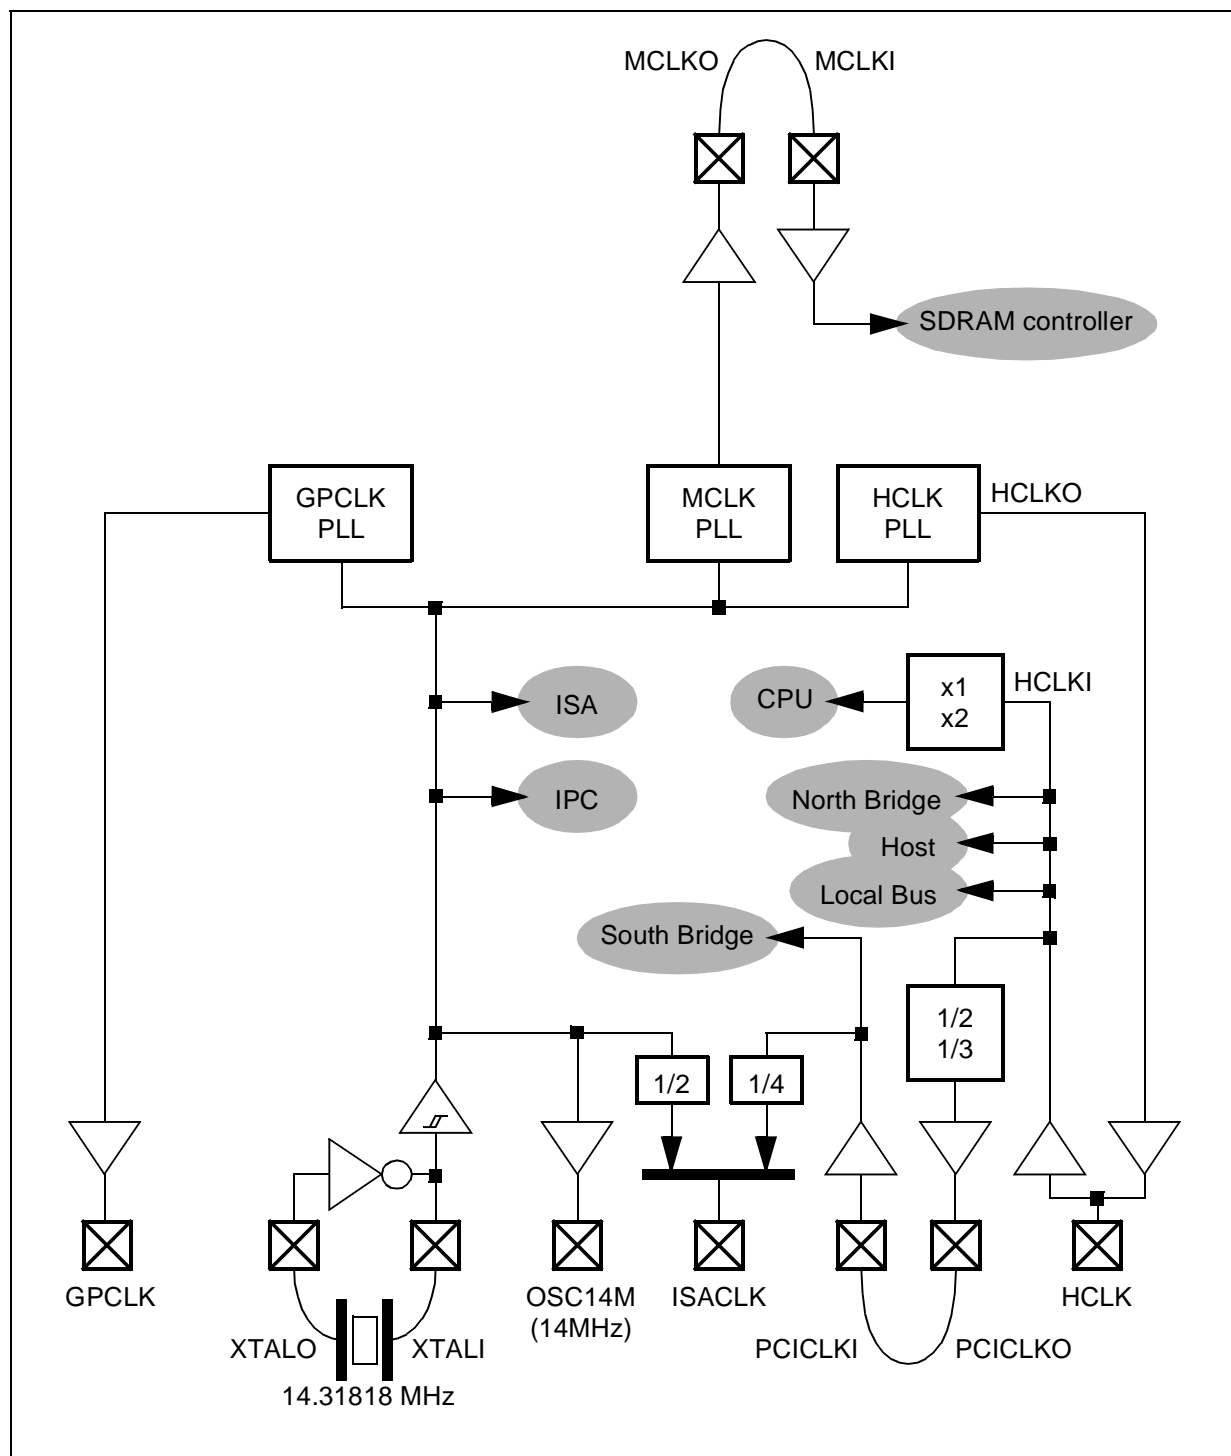 MCLKO
MCLKI
SDRAM controller
GPCLK
PLL
MCLK
PLL
HCLK
PLL
HCLKO
ISA
CPU
x1
x2
HCLKI
IPC
North Bridge
Host
Local Bus
South Bridge
1/2
1/3
1/2
1/4
GPCLK
OSC14M
(14MHz)
ISACLK
HCLK
XTALO
XTALI
PCICLKI
PCICLKO
14.31818 MHz